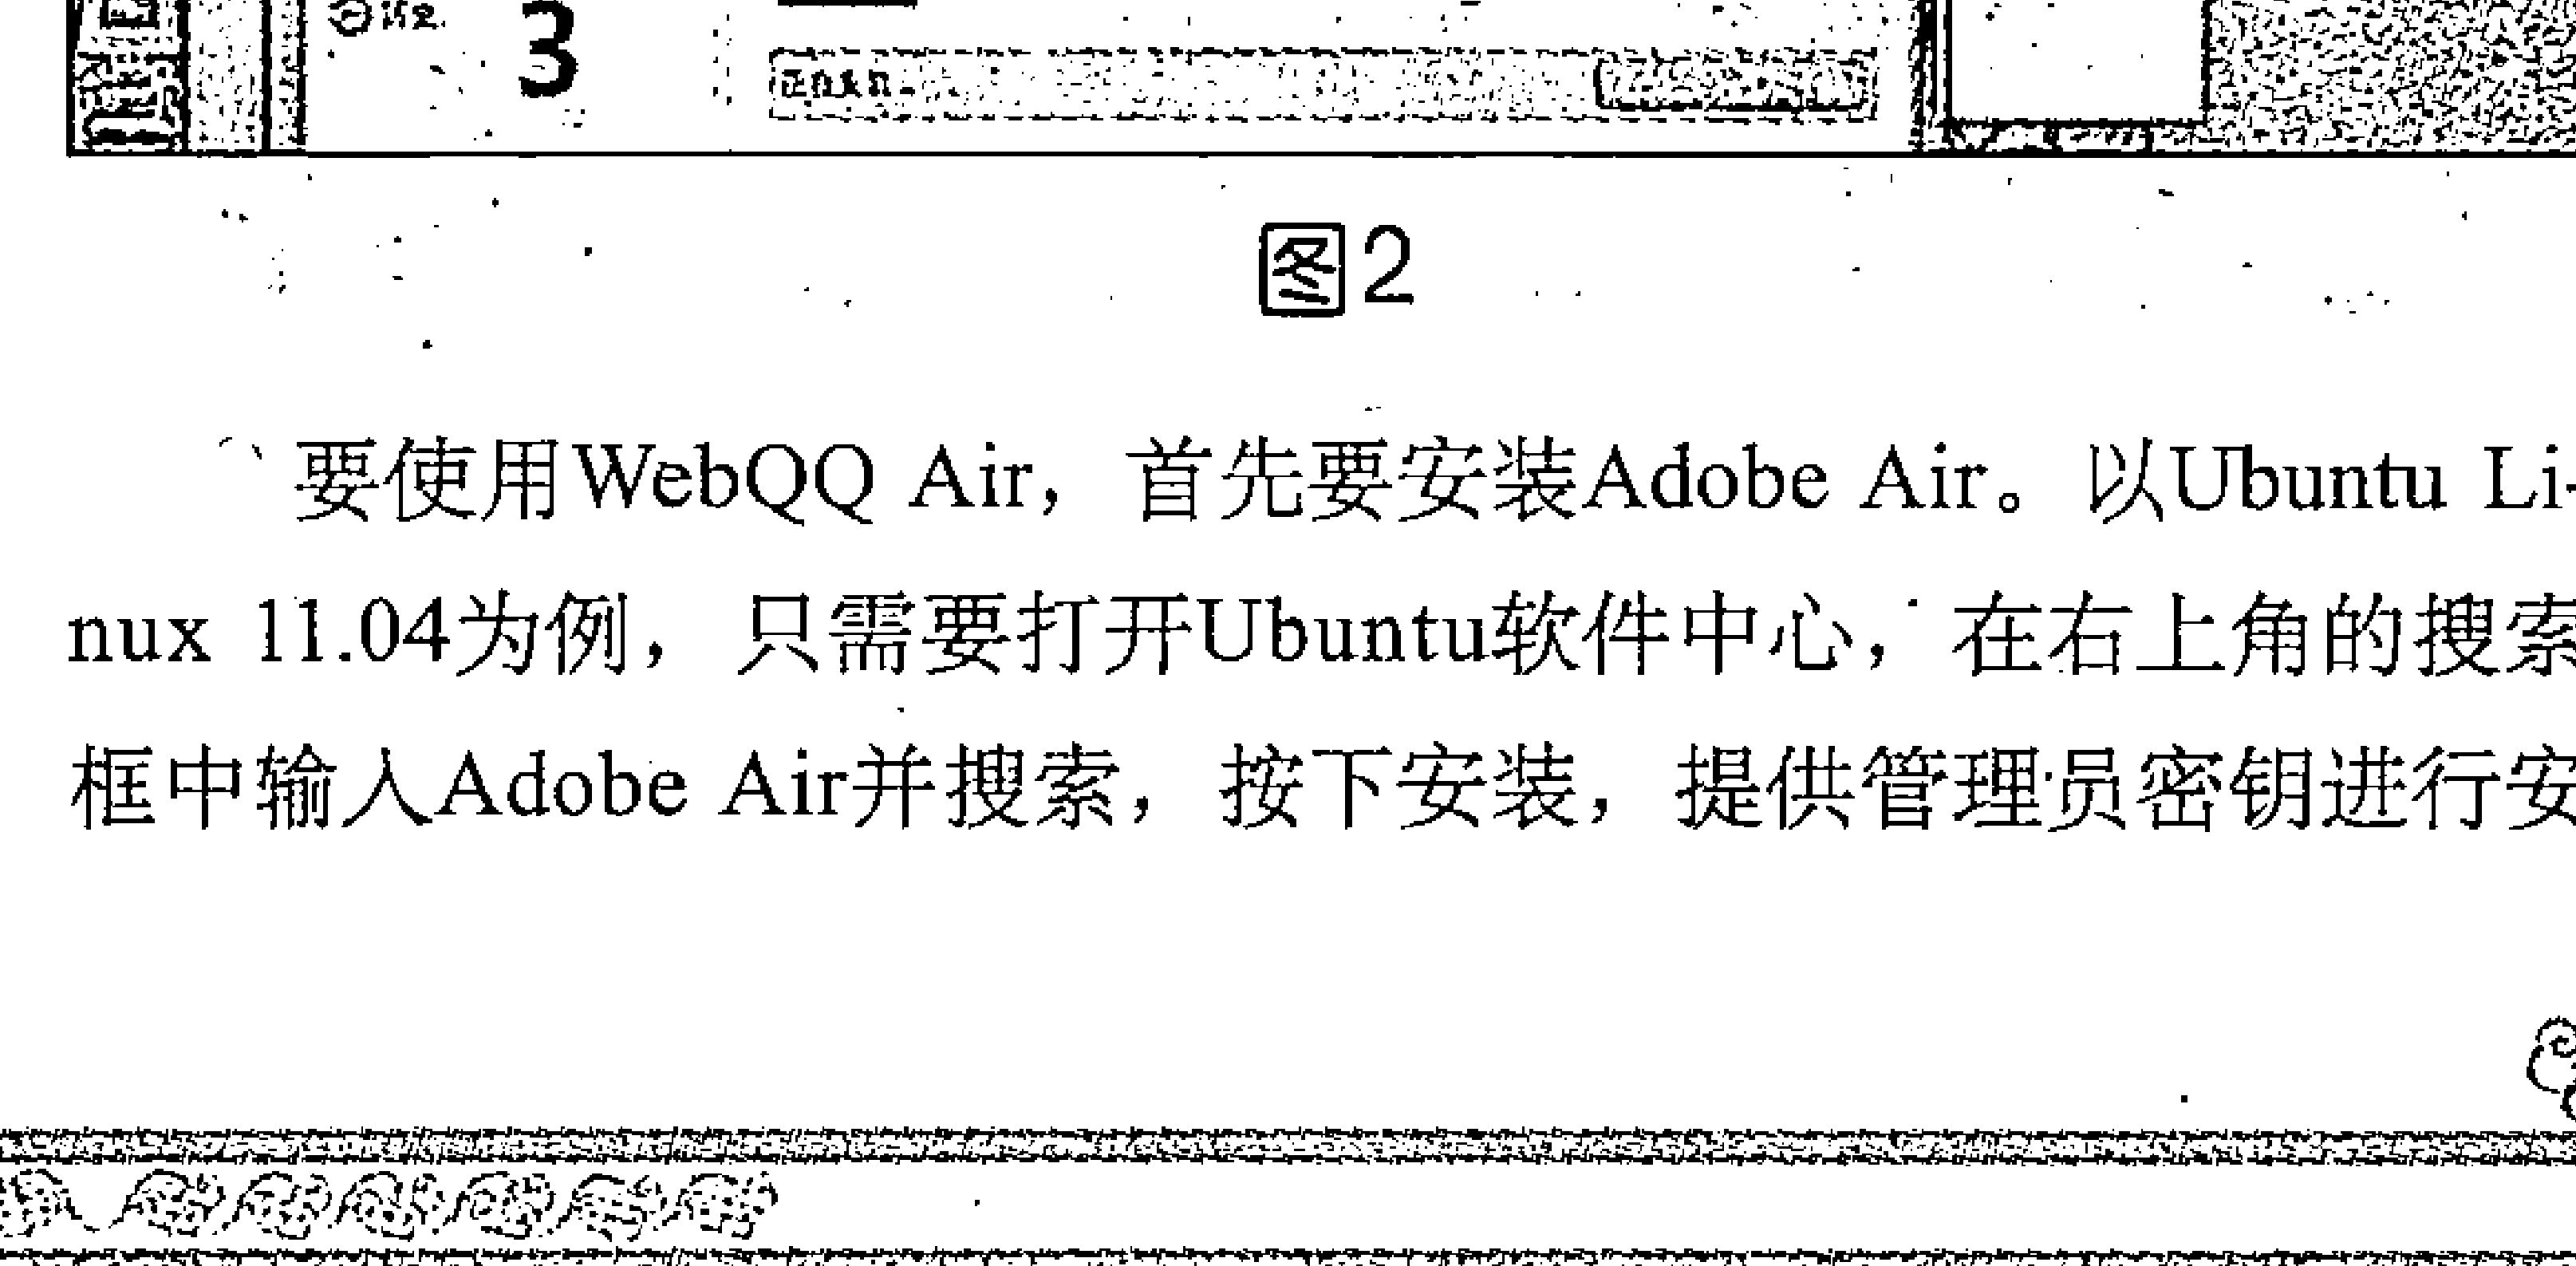 3
图2
要使用WebQQ Air，首先要安装Adobe Air。以Ubuntu Li-
nux 11.04为例，只需要打开Ubuntu软件中心，在右上角的搜索
框中输入Adobe Air并搜索，按下安装，提供管理员密钥进行安